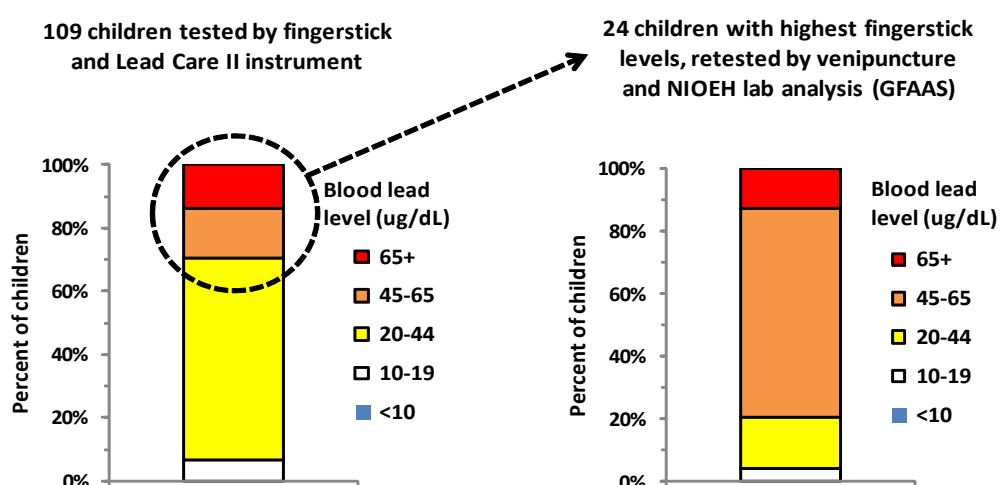 109 children tested by fingerstick
and Lead Care II instrument
24 children with highest fingerstick
levels, retested by venipuncture
and NIOEH lab analysis (GFAAS)
Percent of children
100%
80%
60%
40%
20%
0%
Blood lead
level (ug/dL)
65+
45-65
20-44
10-19
<10
Percent of children
100%
80%
60%
40%
20%
0%
Blood lead
level (ug/dL)
65+
45-65
20-44
10-19
<10